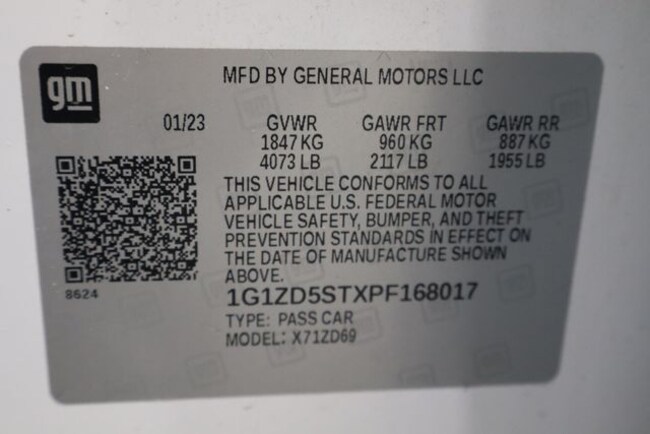 gm
MFD BY GENERAL MOTORS LLC
01/23 GVWR GAWR FRT GAWR RR
1847 KG 960 KG 887 KG
4073 LB 2117 LB 1955 LB
THIS VEHICLE CONFORMS TO ALL
APPLICABLE U.S. FEDERAL MOTOR
VEHICLE SAFETY, BUMPER, AND THEFT
PREVENTION STANDARDS IN EFFECT ON
THE DATE OF MANUFACTURE SHOWN
ABOVE.
8624
1G1ZD5STXPF168017
TYPE: PASS CAR
MODEL: X71ZD69